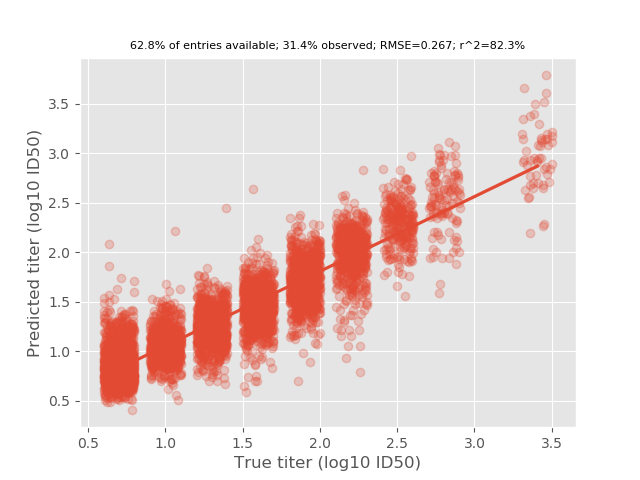 62.8% of entries available; 31.4% observed; RMSE=0.267; r^2=82.3%
Predicted titer (log10 ID50)
3.5
3.0
2.5
2.0
1.5
1.0
0.5
0.5 1.0 1.5 2.0 2.5 3.0 3.5
True titer (log10 ID50)